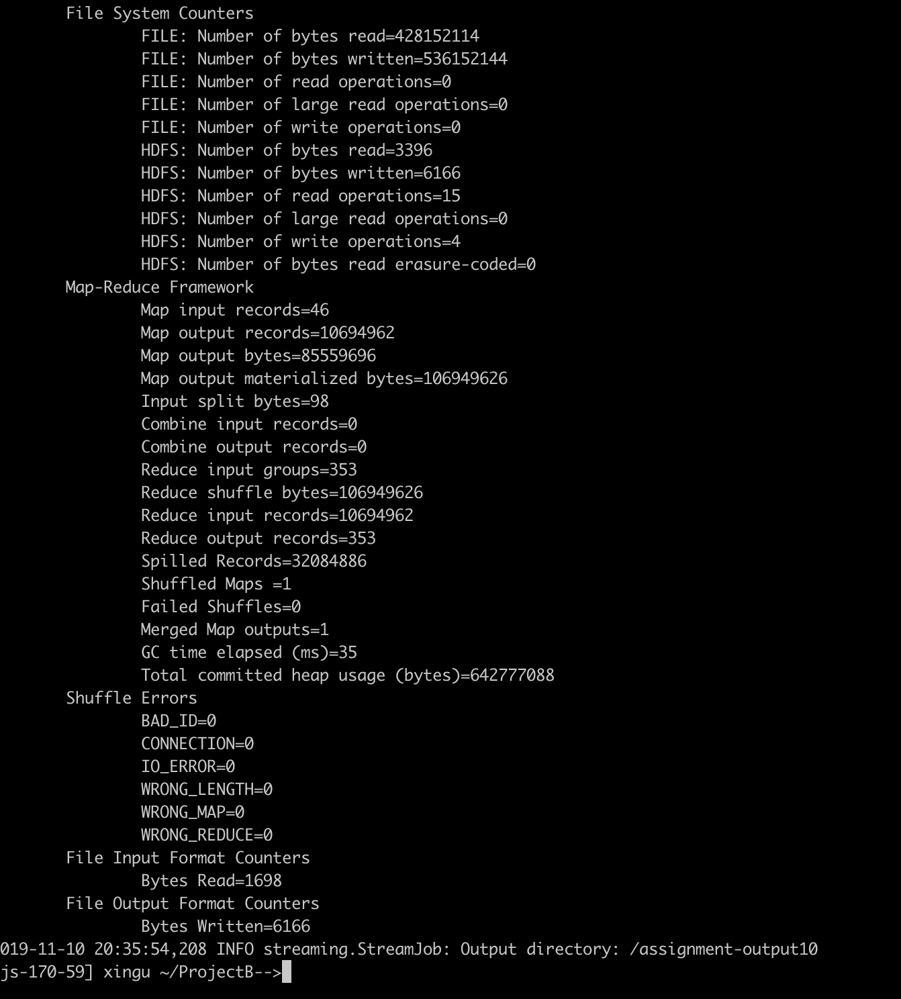 File System Counters
FILE: Number of bytes read=428152114
FILE: Number of bytes written=536152144
FILE: Number of read operations=0
FILE: Number of large read operations=0
FILE: Number of write operations=0
HDFS: Number of bytes read=3396
HDFS: Number of bytes written=6166
HDFS: Number of read operations=15
HDFS: Number of large read operations=0
HDFS: Number of write operations=4
HDFS: Number of bytes read erasure-coded=0
Map-Reduce Framework
Map input records=46
Map output records=10694962
Map output bytes=85559696
Map output materialized bytes=106949626
Input split bytes=98
Combine input records=0
Combine output records=0
Reduce input groups=353
Reduce shuffle bytes=106949626
Reduce input records=10694962
Reduce output records=353
Spilled Records=32084886
Shuffled Maps =1
Failed Shuffles=0
Merged Map outputs=1
GC time elapsed (ms)=35
Total committed heap usage (bytes)=642777088
Shuffle Errors
BAD_ID=0
CONNECTION=0
IO_ERROR=0
WRONG_LENGTH=0
WRONG_MAP=0
WRONG_REDUCE=0
File Input Format Counters
Bytes Read=1698
File Output Format Counters
Bytes Written=6166
019-11-10 20:35:54,208 INFO streaming.StreamJob: Output directory: /assignment-output10
js-170-59] xingu ~/ProjectB-->